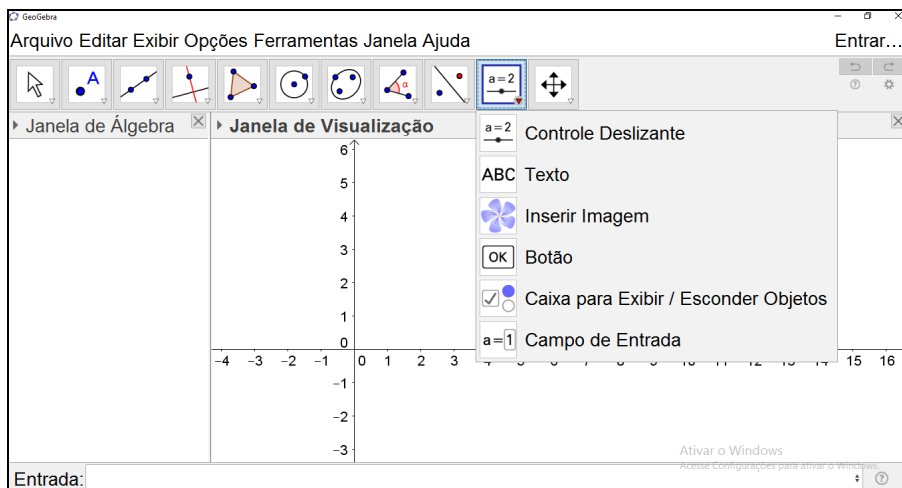 GeoGebra
Arquivo Editar Exibir Opções Ferramentas Janela Ajuda Entrar...
A α a=2
Janela de Álgebra Janela de Visualização
a=2 Controle Deslizante
ABC Texto
Inserir Imagem
OK Botão
Caixa para Exibir / Esconder Objetos
a=1 Campo de Entrada
6
5
4
3
2
1
0
-4 -3 -2 -1 0 1 2 3 15 16
-1
-2
-3
Ativar o Windows
Acesse Configurações para ativar o Windows.
Entrada: